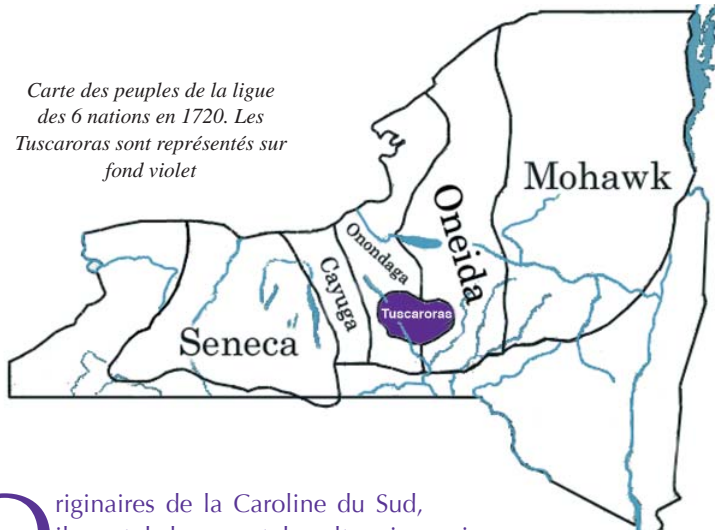 Carte des peuples de la ligue
des 6 nations en 1720. Les
Tuscaroras sont représentés sur
fond violet
Mohawk
Oneida
Onondaga
Cayuga
Tuscaroras
Seneca
riginaires de la Caroline du Sud,